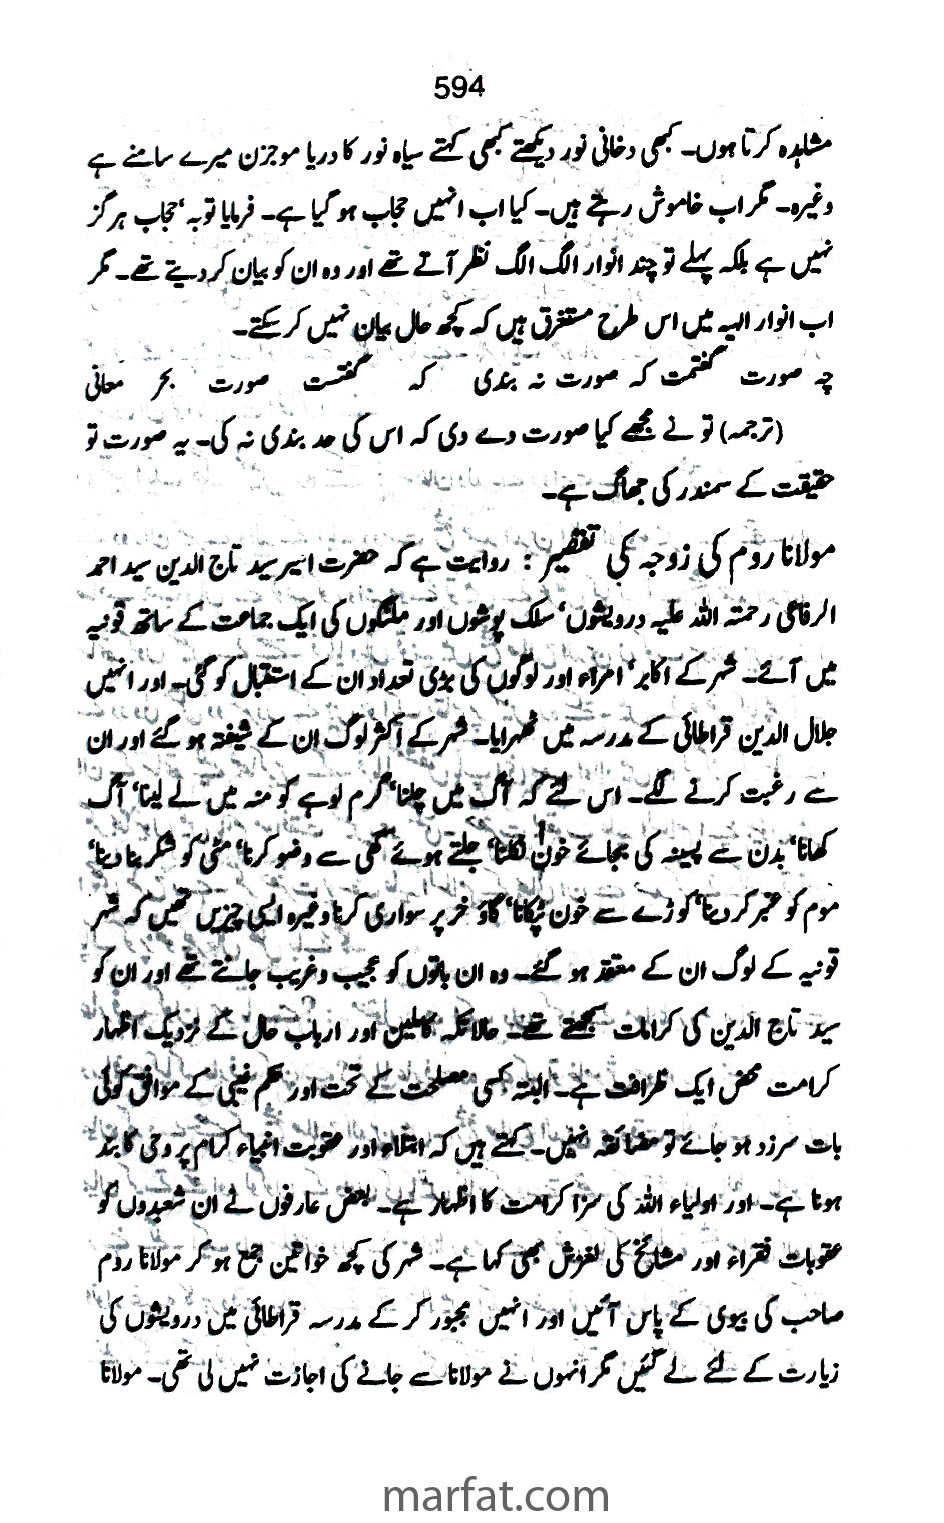 594
مشاہدہ کرتا ہوں۔ کبھی دخانی نور دیکھتے کبھی کہتے سیاہ نور کا دریا موجزن میرے سامنے ہے
وغیرہ۔ مگر اب خاموش رہتے ہیں۔ کیا اب انہیں حجاب ہو گیا ہے۔ فرمایا توبہ، حجاب ہرگز
نہیں ہے بلکہ پہلے تو چند انوار الگ الگ نظر آتے تھے اور وہ ان کو بیان کر دیتے تھے۔ مگر
اب انوار الہیہ میں اس طرح مستغرق ہیں کہ کچھ حال بیان نہیں کر سکتے۔
چہ صورت گفتمت کہ صورت نہ بندی کہ گفتست صورت بحر معانی
(ترجمہ) تو نے مجھے کیا صورت دے دی کہ اس کی حد بندی نہ کی۔ یہ صورت تو
حقیقت کے سمندر کی جھاگ ہے۔
مولانا روم کی زوجہ کی تقصیر : روایت ہے کہ حضرت اسیر سید تاج الدین سید احمد
الرفاعی رحمتہ اللہ علیہ درویشوں، سلک پوشوں اور ملنگوں کی ایک جماعت کے ساتھ قونیہ
میں آئے۔ شہر کے اکابر، امراء اور لوگوں کی بڑی تعداد ان کے استقبال کو گئی۔ اور انہیں
جلال الدین قراطائی کے مدرسہ میں ٹھہرایا۔ شہر کے اکثر لوگ ان کے شیفتہ ہو گئے اور ان
سے رغبت کرنے لگے۔ اس لئے کہ آگ میں چلنا، گرم لوہے کو منہ میں لے لینا، آگ
کھانا، بدن سے پسینہ کی بجائے خون نکلنا، جلتے ہوئے گھی سے وضو کرنا، مٹی کو شکر بنا دینا،
موم کو عنبر کر دینا، کوڑے سے خون ٹپکانا، گاؤ خر پر سواری کرنا وغیرہ ایسی چیزیں تھیں کہ شہر
قونیہ کے لوگ ان کے معتقد ہو گئے۔ وہ ان باتوں کو عجیب و غریب جانتے تھے اور ان کو
سید تاج الدین کی کرامات سمجھتے تھے۔ حالانکہ کاملین اور ارباب حال کے نزدیک اظہار
کرامت محض ایک ظرافت ہے۔ البتہ کسی مصلحت کے تحت اور حکم غیبی کے موافق کوئی
بات سرزد ہو جائے تو مضائقہ نہیں۔ کہتے ہیں کہ ابتلاء اور عقوبت انبیاء کرام پر وحی کا بند
ہونا ہے۔ اور اولیاء اللہ کی سزا کرامت کا اظہار ہے۔ بعض عارفوں نے ان شعبدوں کو
عقوبات فقراء اور مشائخ کی لغزش بھی کہا ہے۔ شہر کی کچھ خواتین جمع ہو کر مولانا روم
صاحب کی بیوی کے پاس آئیں اور انہیں مجبور کر کے مدرسہ قراطائی میں درویشوں کی
زیارت کے لئے لے گئیں مگر انہوں نے مولانا سے جانے کی اجازت نہیں لی تھی۔ مولانا
marfat.com